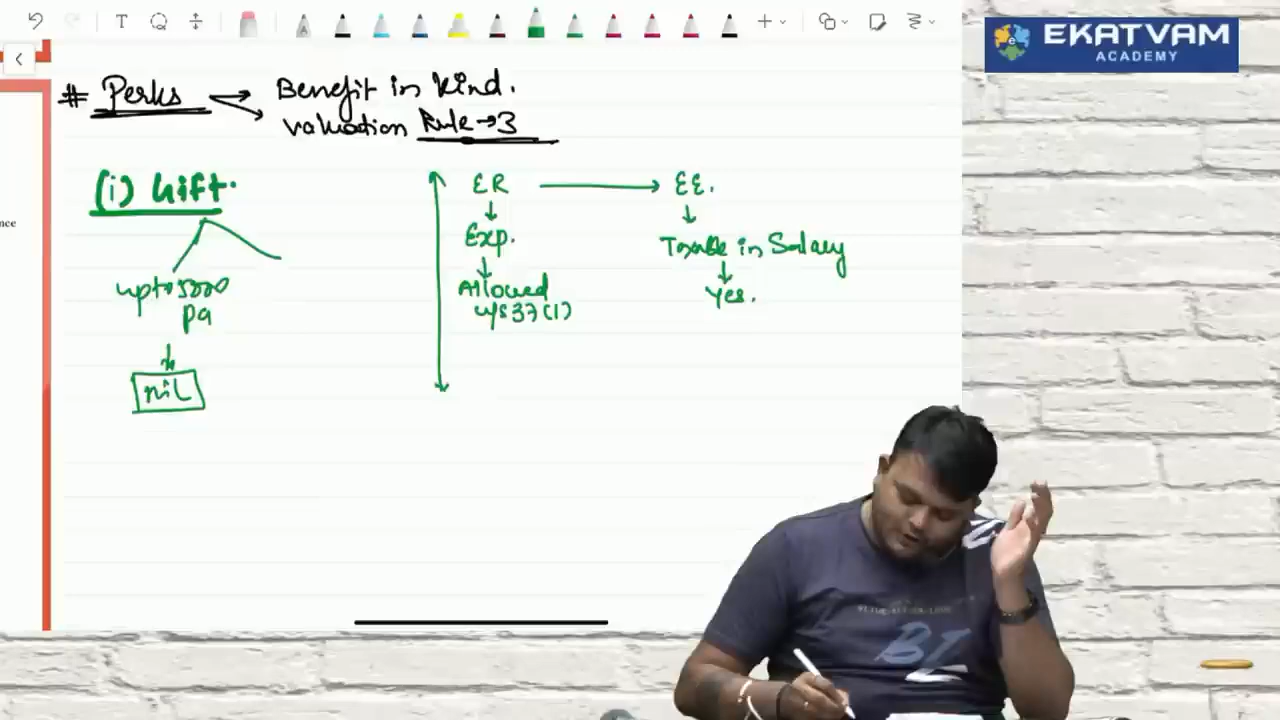 EKATVAM
ACADEMY
# Perks → Benefit in Kind.
valuation Rule → 3
(i) Gift.
upto 5000
pa
nil
ER → EE.
Exp.
Allowed
u/s 37(1)
Taxable in Salary
Yes.
nce
T